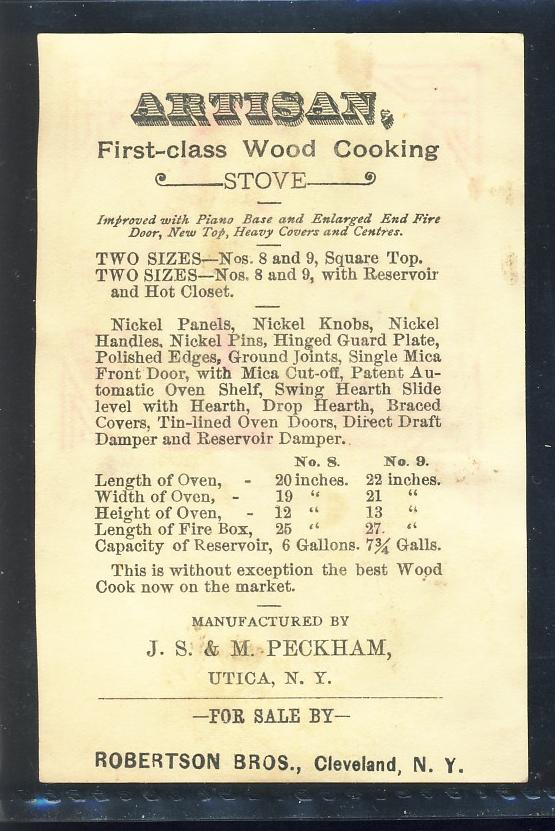 ARTISAN,
First-class Wood Cooking
STOVE
Improved with Piano Base and Enlarged End Fire
Door, New Top, Heavy Covers and Centres.
TWO SIZES—Nos. 8 and 9, Square Top.
TWO SIZES—Nos. 8 and 9, with Reservoir
and Hot Closet.
Nickel Panels, Nickel Knobs, Nickel
Handles, Nickel Pins, Hinged Guard Plate,
Polished Edges, Ground Joints, Single Mica
Front Door, with Mica Cut-off, Patent Au-
tomatic Oven Shelf, Swing Hearth Slide
level with Hearth, Drop Hearth, Braced
Covers, Tin-lined Oven Doors, Direct Draft
Damper and Reservoir Damper.
No. 8. No. 9.
Length of Oven, - 20 inches. 22 inches.
Width of Oven, - 19 “ 21 “
Height of Oven, - 12 “ 13 “
Length of Fire Box, 25 “ 27. “
Capacity of Reservoir, 6 Gallons. 7¾ Galls.
This is without exception the best Wood
Cook now on the market.
MANUFACTURED BY
J. S. & M. PECKHAM,
UTICA, N. Y.
—FOR SALE BY—
ROBERTSON BROS., Cleveland, N. Y.